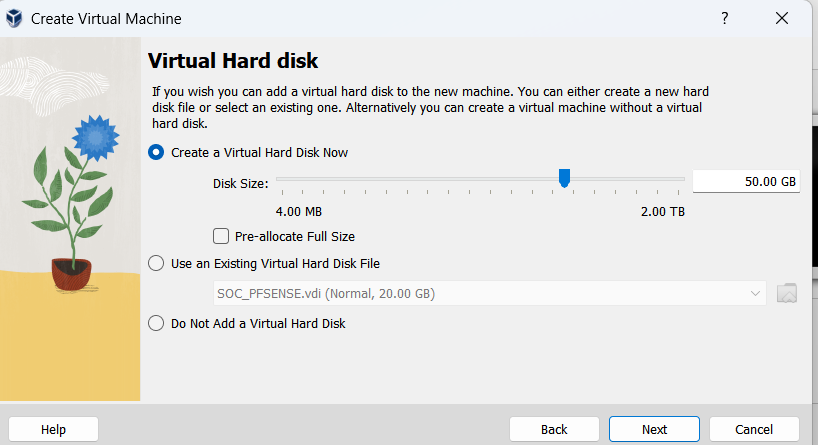 Create Virtual Machine
?
Virtual Hard disk
If you wish you can add a virtual hard disk to the new machine. You can either create a new hard
disk file or select an existing one. Alternatively you can create a virtual machine without a virtual
hard disk.
Create a Virtual Hard Disk Now
Disk Size:
50.00 GB
4.00 MB
2.00 TB
Pre-allocate Full Size
Use an Existing Virtual Hard Disk File
SOC_PFSENSE.vdi (Normal, 20.00 GB)
Do Not Add a Virtual Hard Disk
Help
Back
Next
Cancel